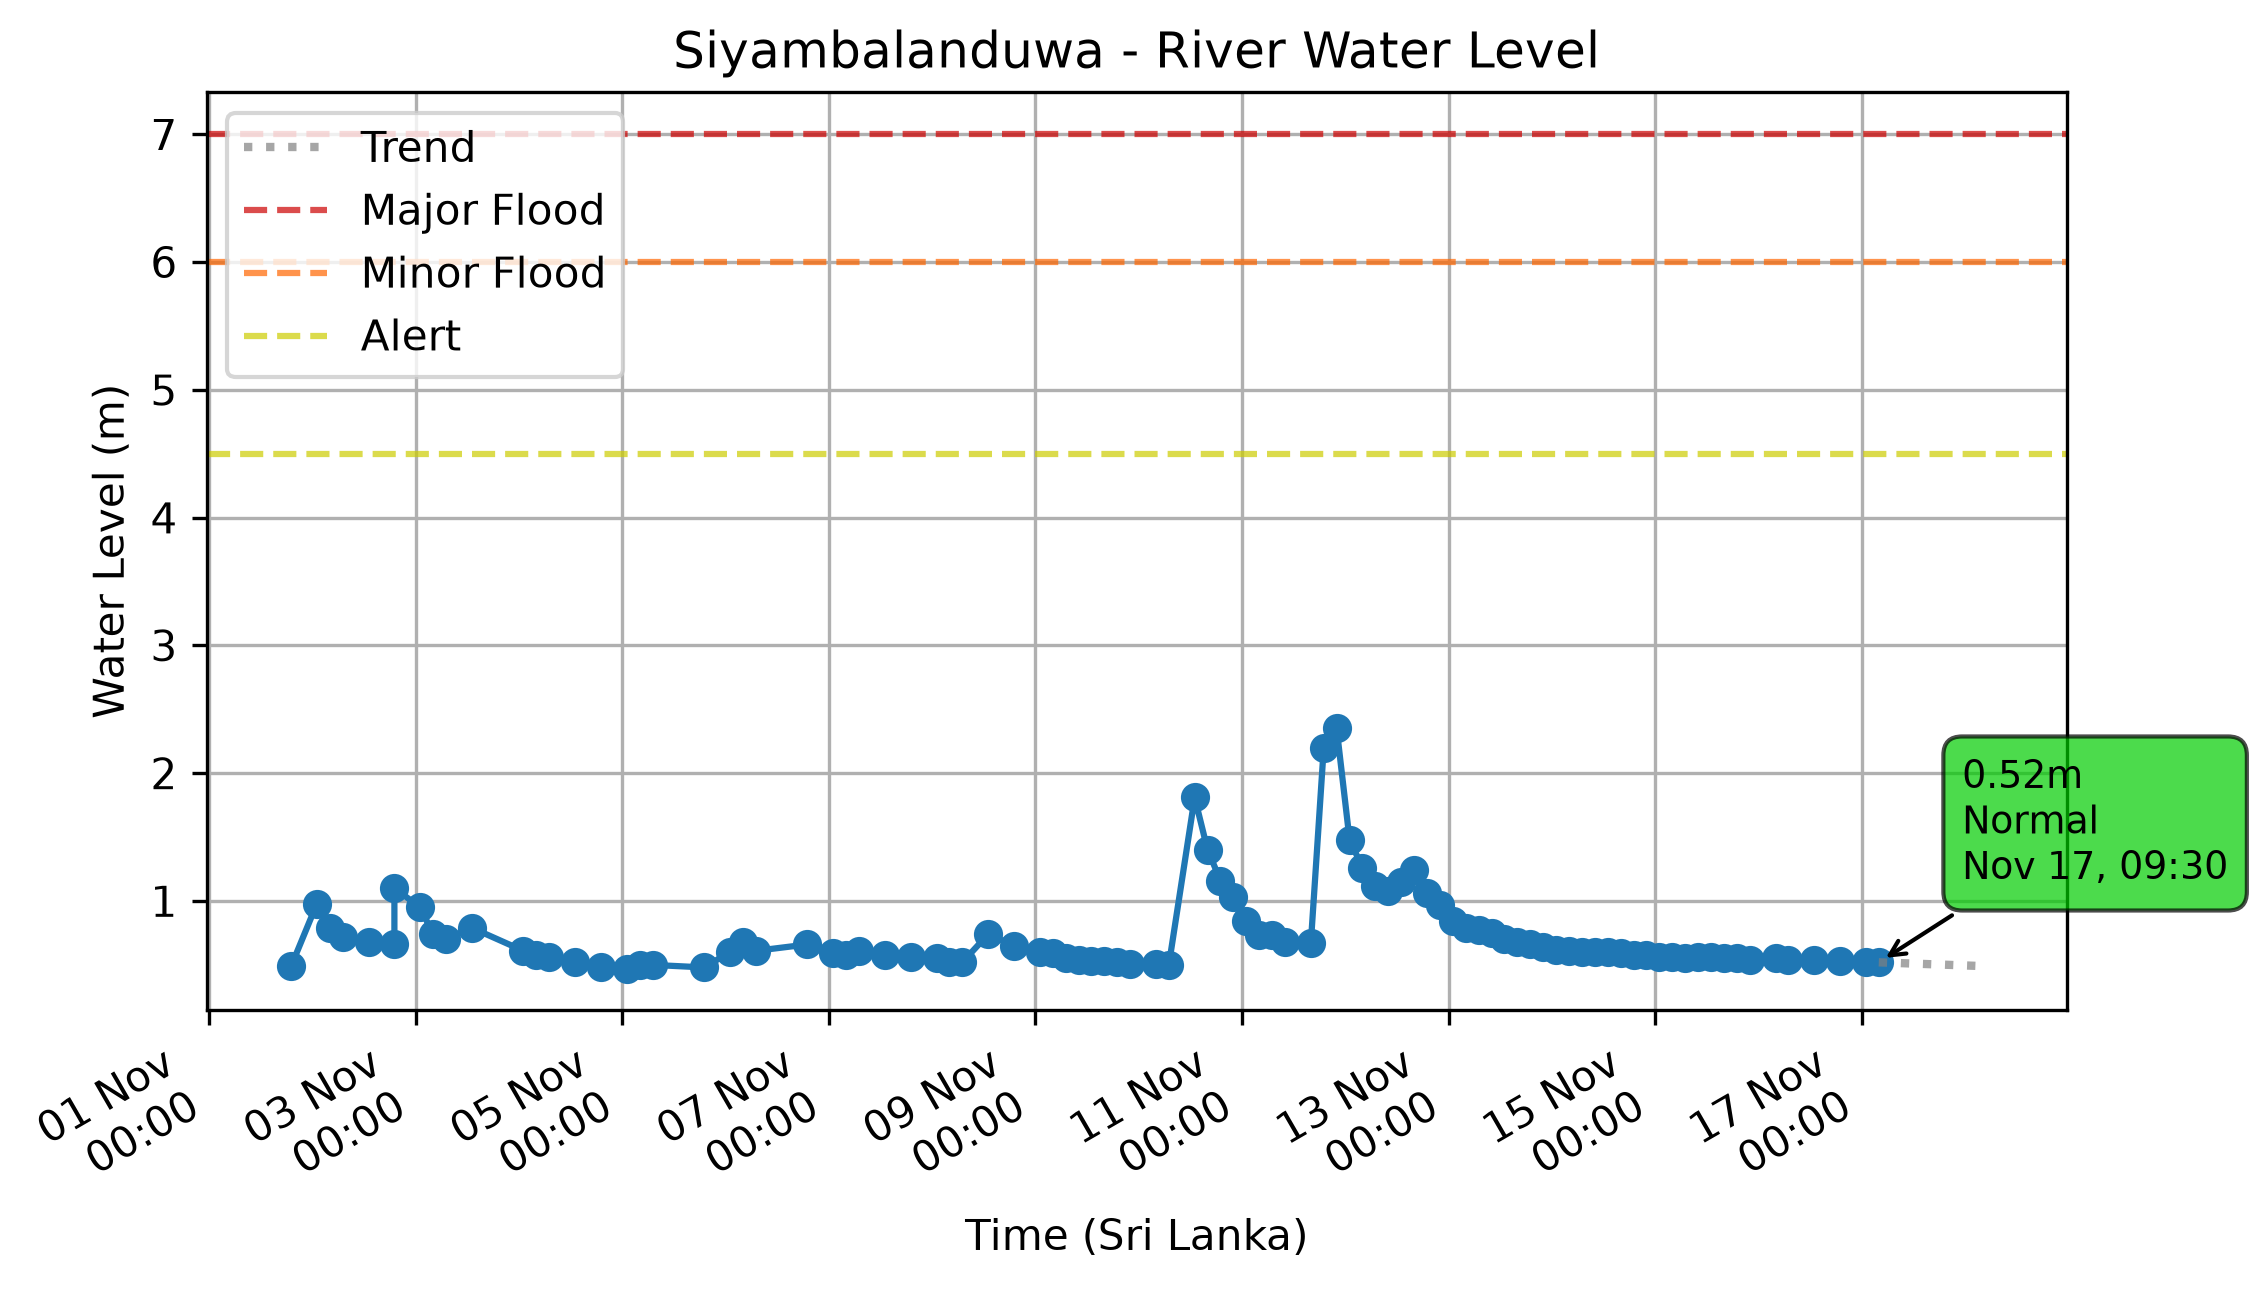 Siyambalanduwa - River Water Level
Trend
Major Flood
Minor Flood
Alert
Water Level (m)
7
6
5
4
3
2
1
0.52m
Normal
Nov 17, 09:30
01 Nov
00:00
03 Nov
00:00
05 Nov
00:00
07 Nov
00:00
09 Nov
00:00
11 Nov
00:00
13 Nov
00:00
15 Nov
00:00
17 Nov
00:00
Time (Sri Lanka)